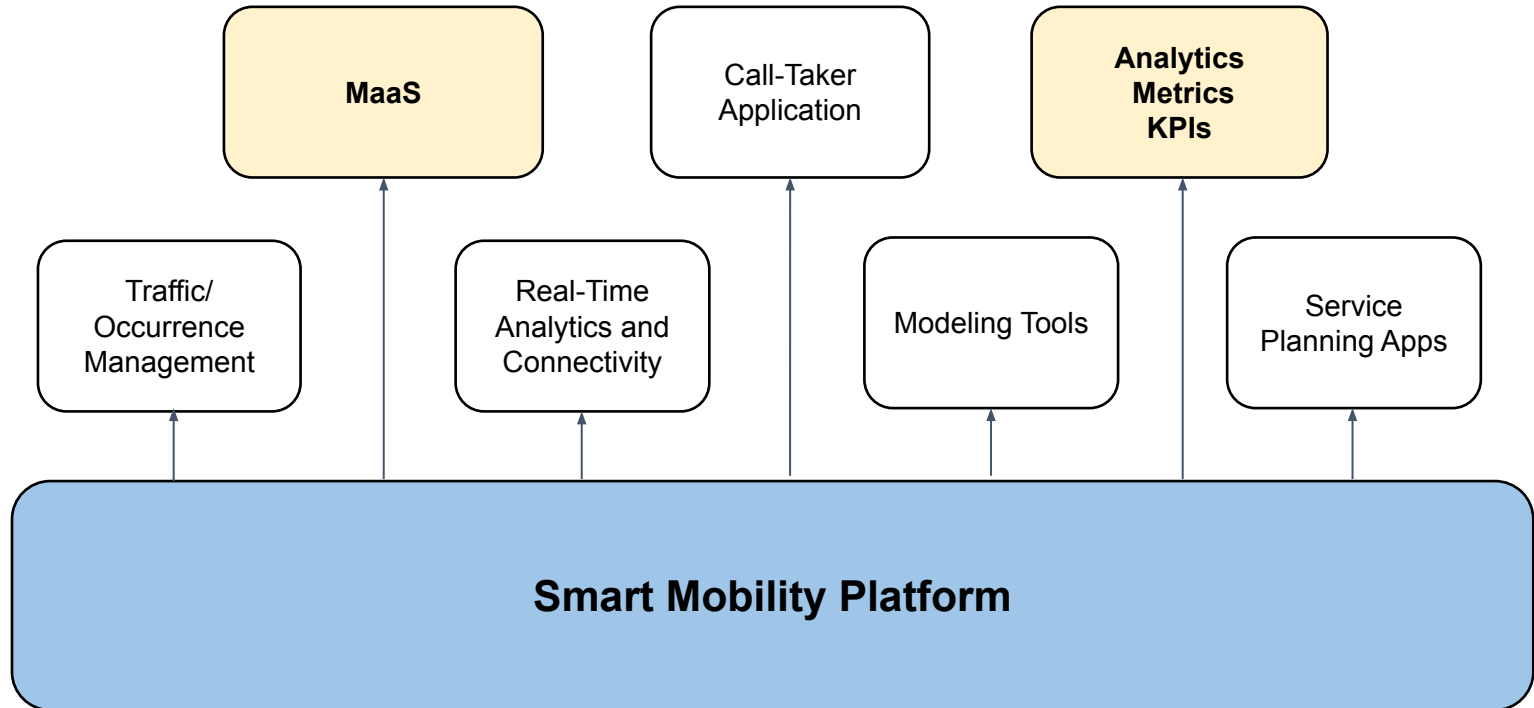 MaaS
Call-Taker
Application
Analytics
Metrics
KPIs
Traffic/
Occurrence
Management
Real-Time
Analytics and
Connectivity
Modeling Tools
Service
Planning Apps
Smart Mobility Platform